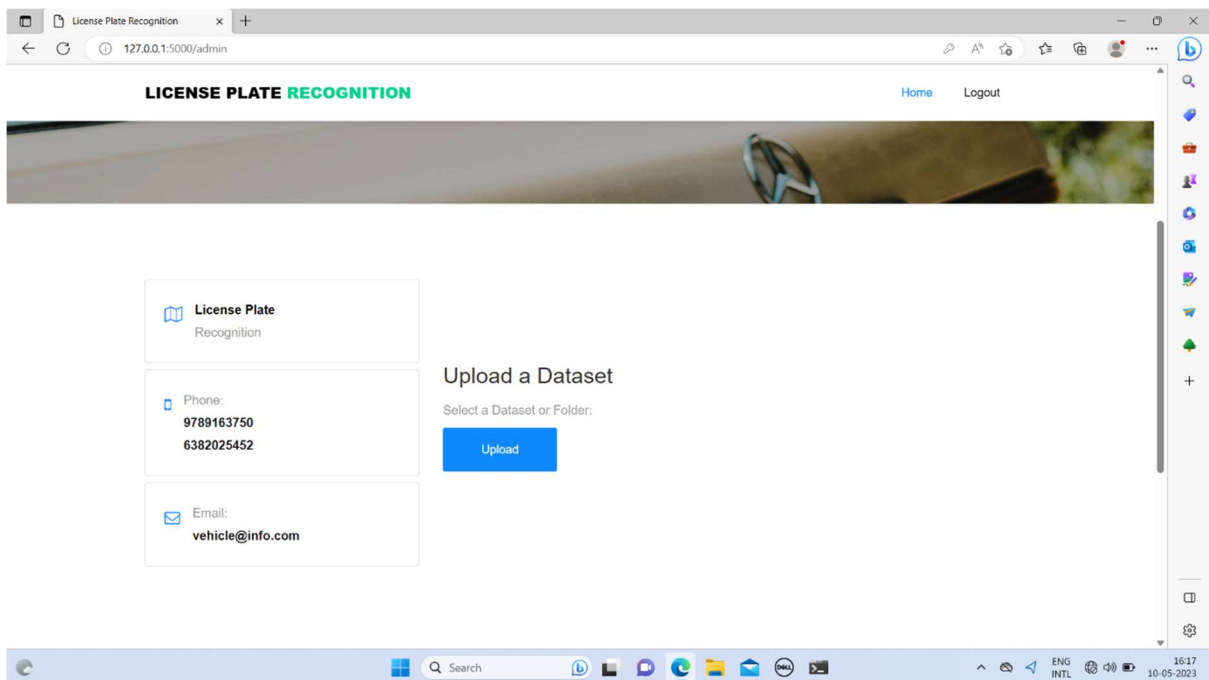 License Plate Recognition
127.0.0.1:5000/admin
LICENSE PLATE RECOGNITION
Home Logout
License Plate
Recognition
Phone:
9789163750
6382025452
Email:
vehicle@info.com
Upload a Dataset
Select a Dataset or Folder:
Upload
Search
ENG
INTL
16:17
10-05-2023